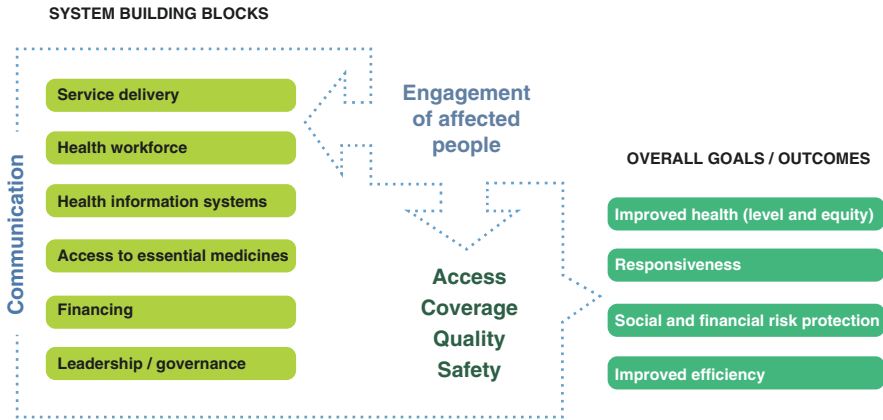 SYSTEM BUILDING BLOCKS
Communication
Service delivery
Health workforce
Health information systems
Access to essential medicines
Financing
Leadership / governance
Engagement
of affected
people
Access
Coverage
Quality
Safety
OVERALL GOALS / OUTCOMES
Improved health (level and equity)
Responsiveness
Social and financial risk protection
Improved efficiency